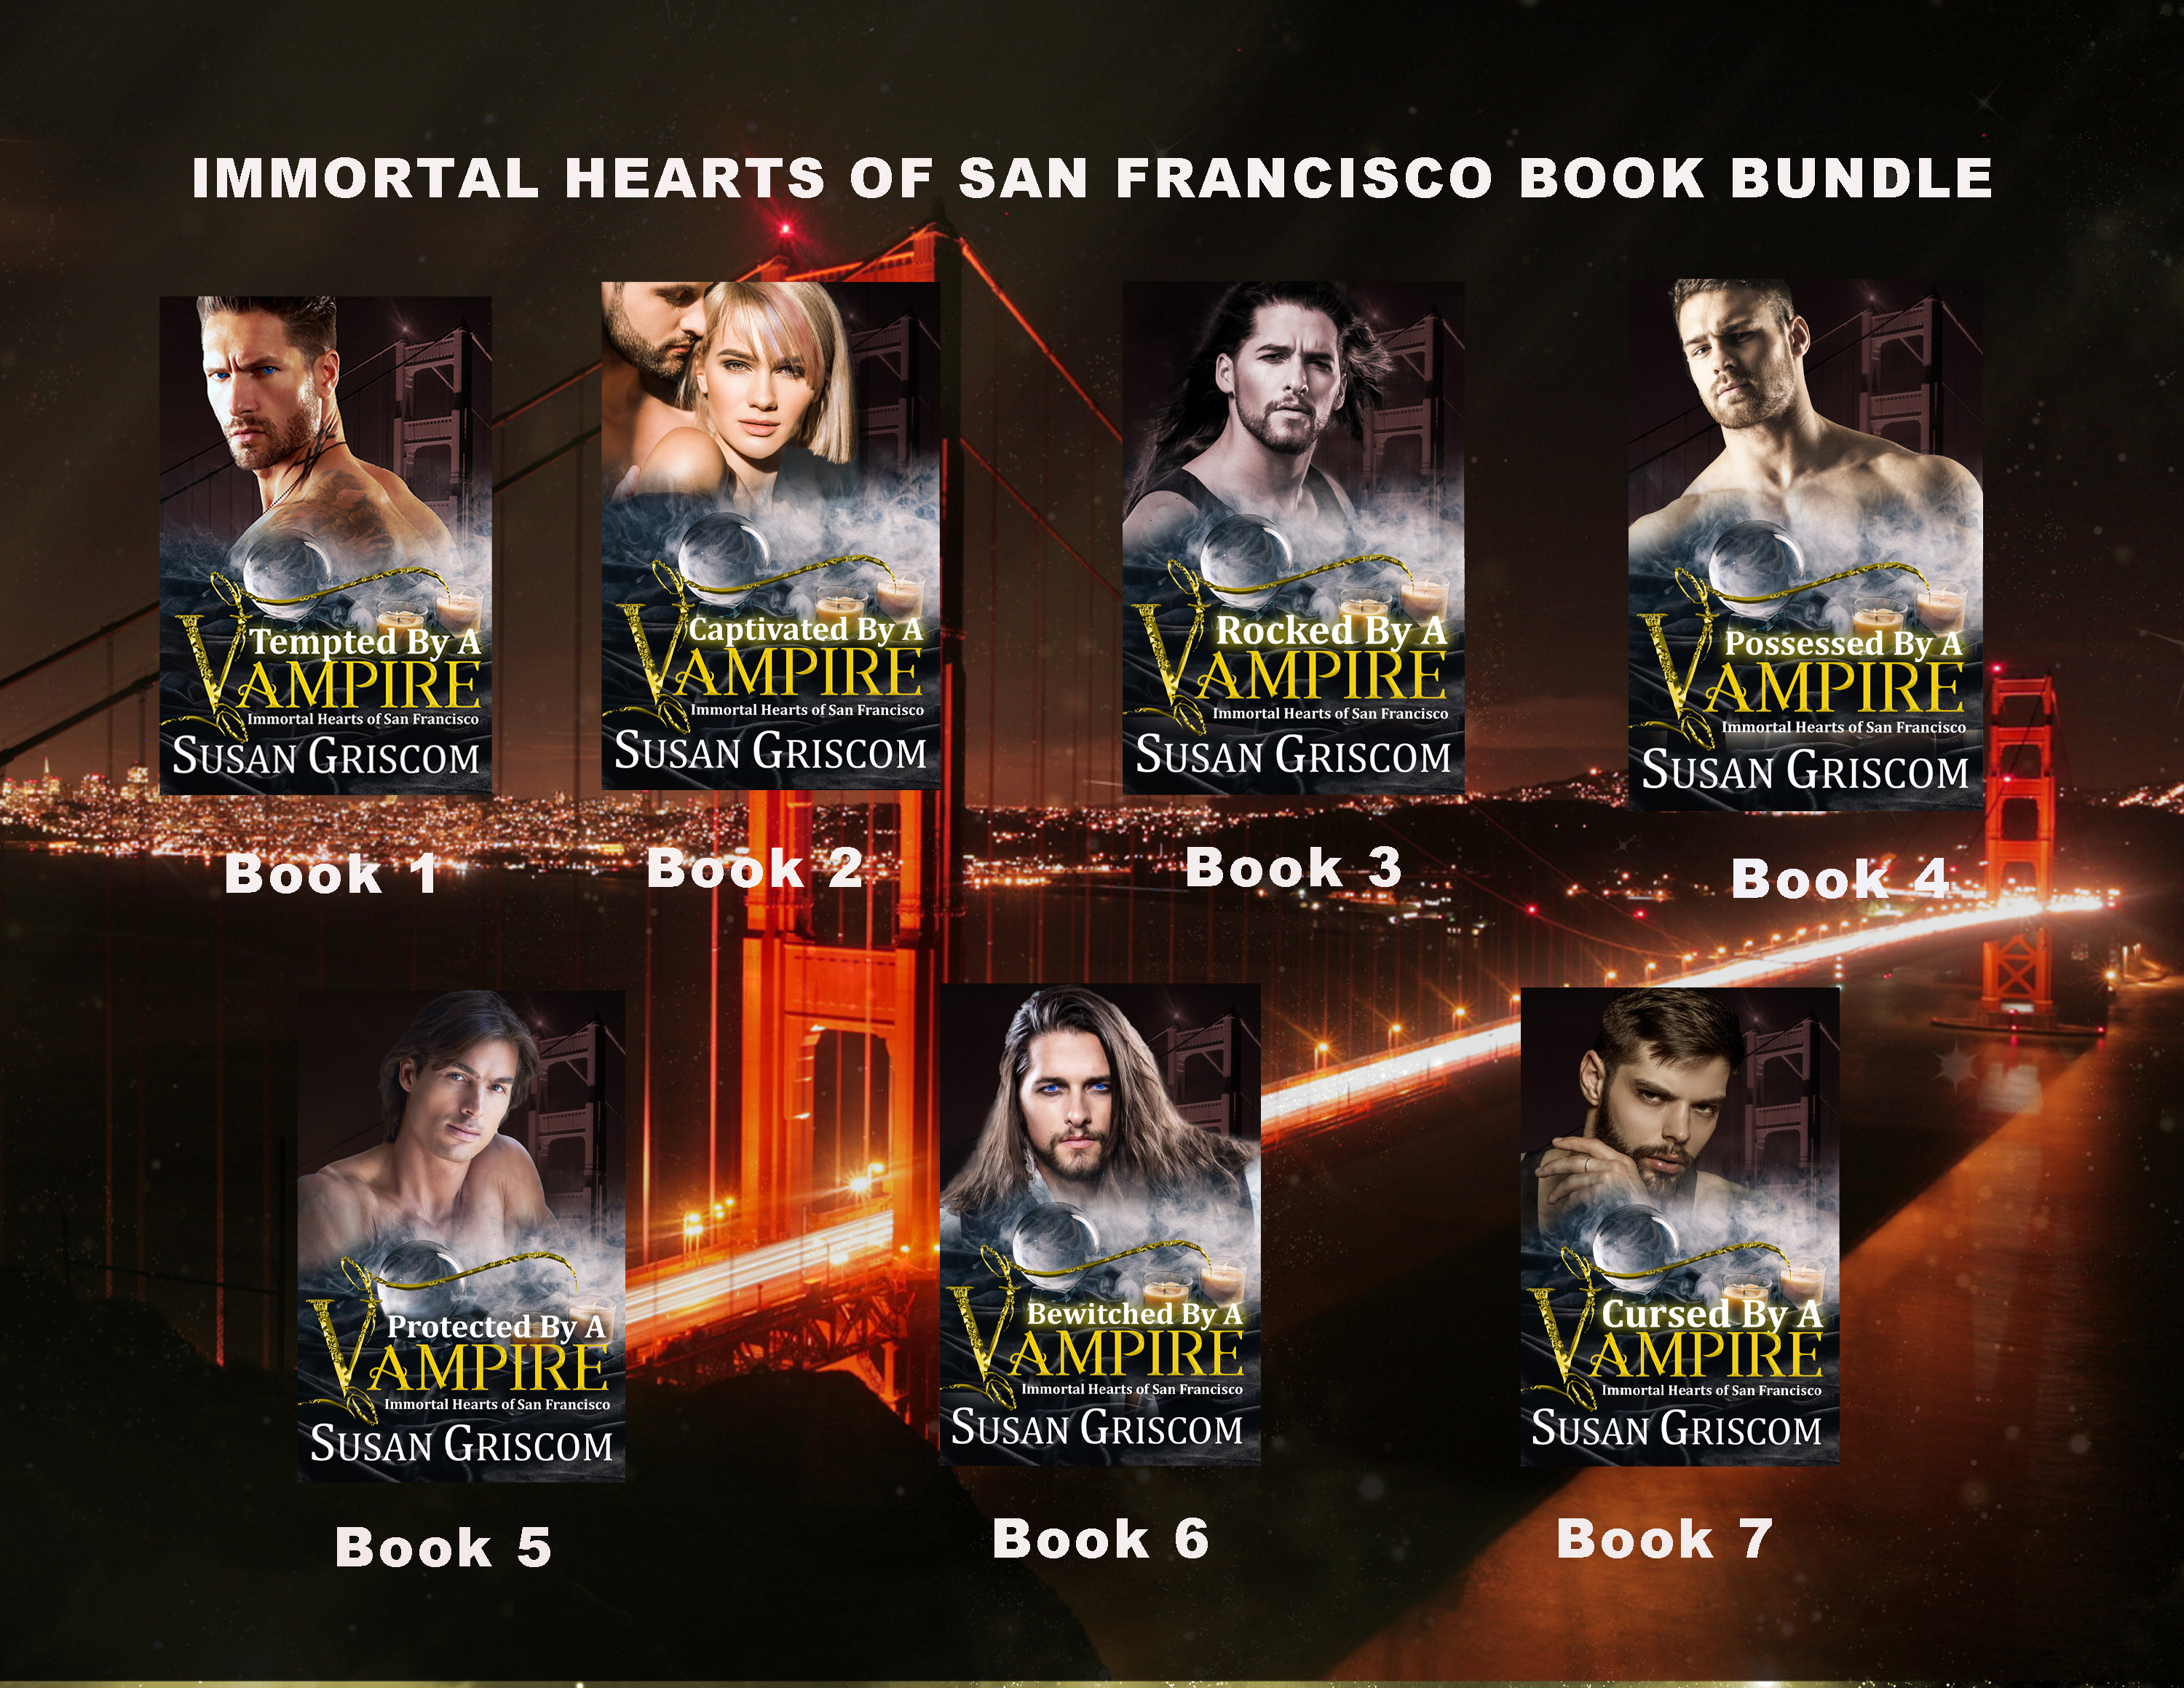 IMMORTAL HEARTS OF SAN FRANCISCO BOOK BUNDLE
Tempted By A
VAMPIRE
Immortal Hearts of San Francisco
SUSAN GRISCOM
Book 1
Captivated By A
VAMPIRE
Immortal Hearts of San Francisco
SUSAN GRISCOM
Book 2
Rocked By A
VAMPIRE
Immortal Hearts of San Francisco
SUSAN GRISCOM
Book 3
Possessed By A
VAMPIRE
Immortal Hearts of San Francisco
SUSAN GRISCOM
Book 4
Protected By A
VAMPIRE
Immortal Hearts of San Francisco
SUSAN GRISCOM
Book 5
Bewitched By A
VAMPIRE
Immortal Hearts of San Francisco
SUSAN GRISCOM
Book 6
Cursed By A
VAMPIRE
Immortal Hearts of San Francisco
SUSAN GRISCOM
Book 7